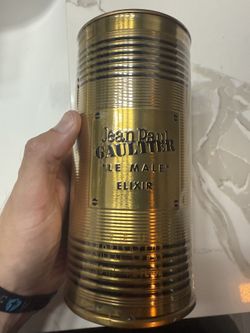 Jean Paul
GAULTIER
"LE MALE"
ELIXIR